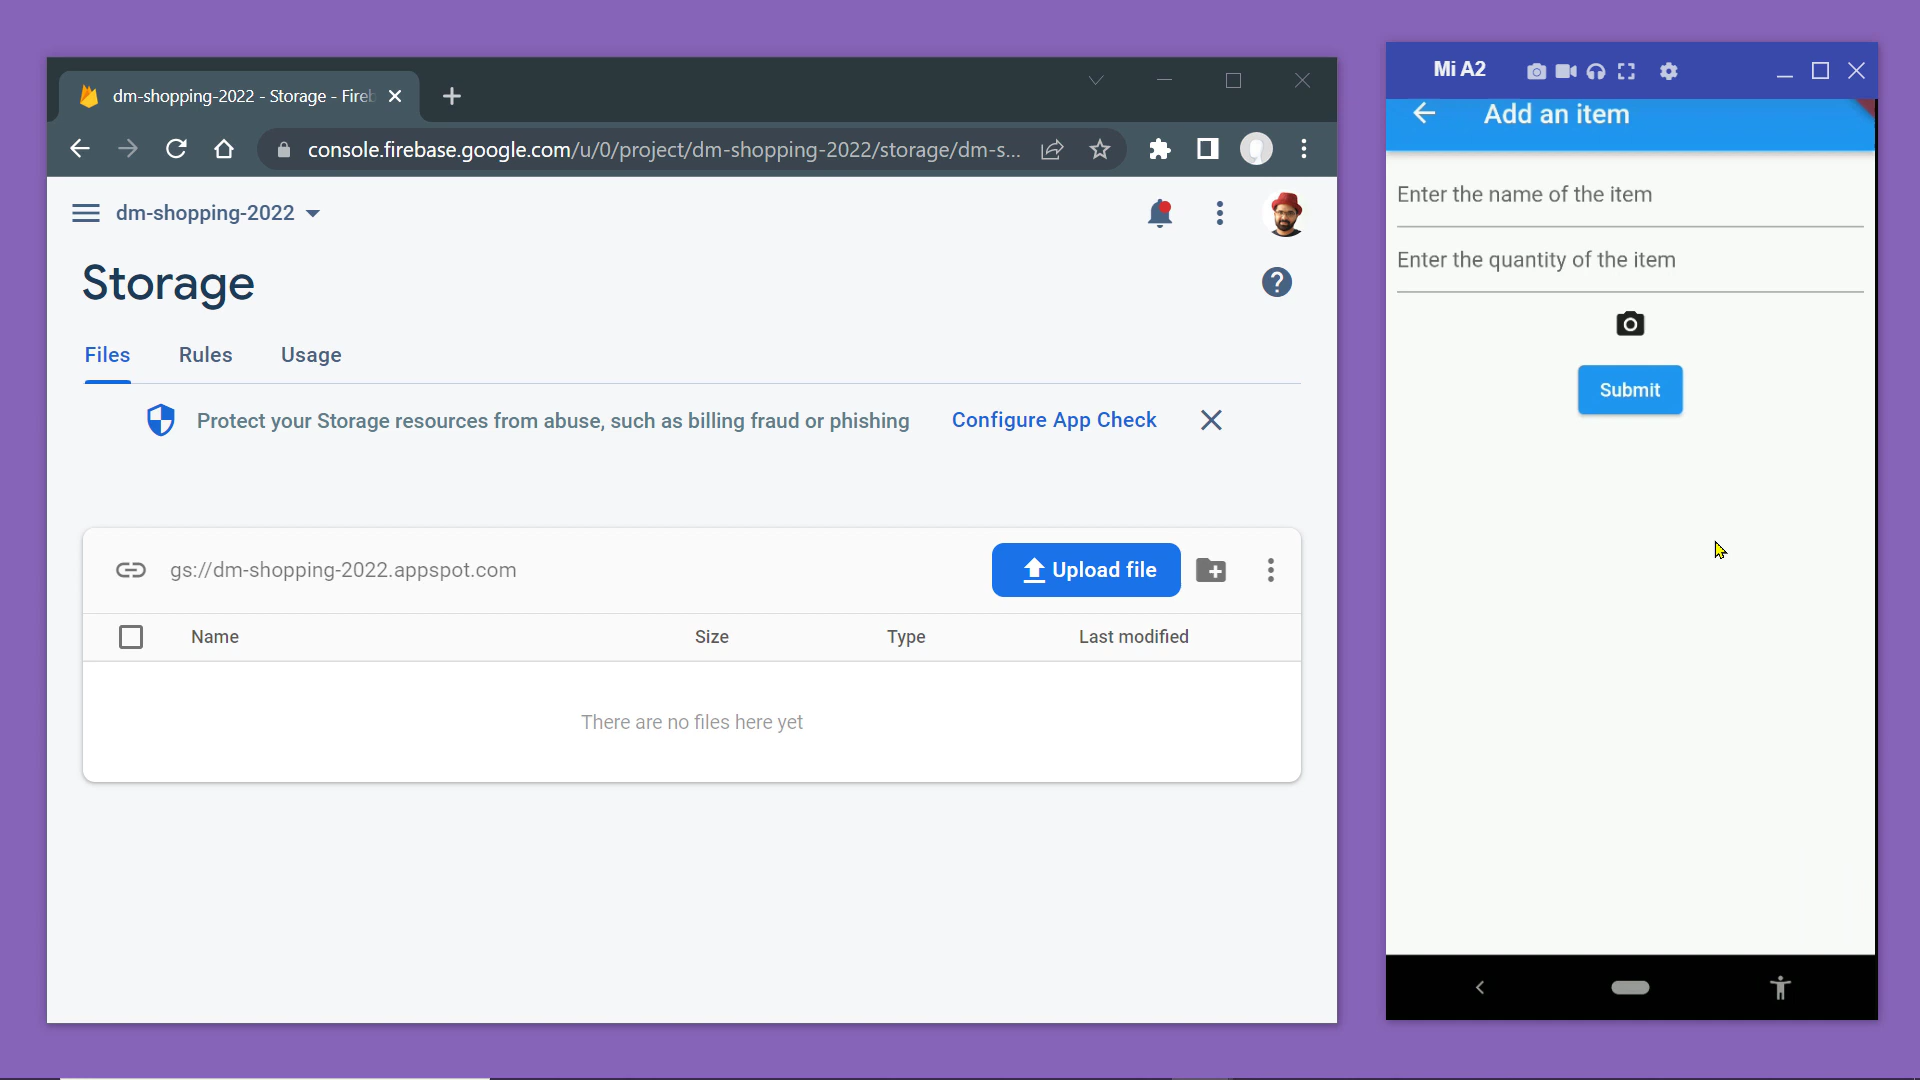 dm-shopping-2022 - Storage - Fireb
console.firebase.google.com/u/0/project/dm-shopping-2022/storage/dm-s...
dm-shopping-2022
Storage
Files
Rules
Usage
Protect your Storage resources from abuse, such as billing fraud or phishing
Configure App Check
gs://dm-shopping-2022.appspot.com
Upload file
Name
Size
Type
Last modified
There are no files here yet
Mi A2
Add an item
Enter the name of the item
Enter the quantity of the item
Submit